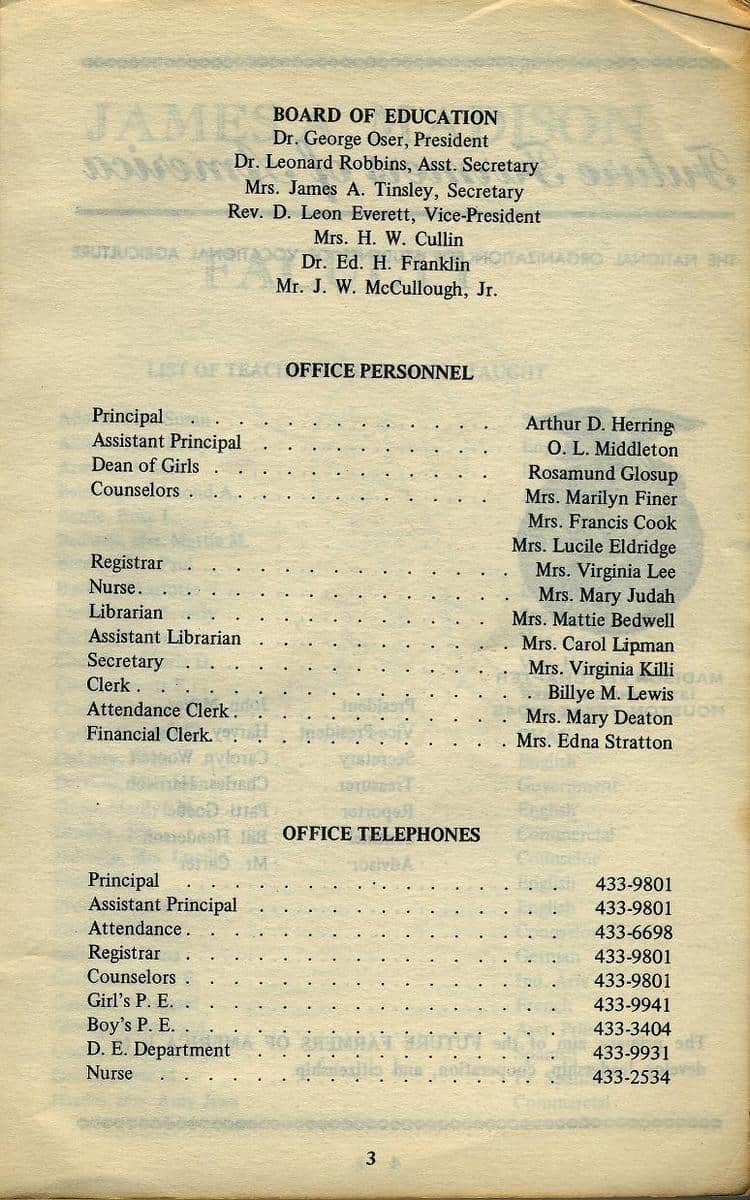 BOARD OF EDUCATION
Dr. George Oser, President
Dr. Leonard Robbins, Asst. Secretary
Mrs. James A. Tinsley, Secretary
Rev. D. Leon Everett, Vice-President
Mrs. H. W. Cullin
Dr. Ed. H. Franklin
Mr. J. W. McCullough, Jr.
OFFICE PERSONNEL
Principal . . . . . . . . . . . . . Arthur D. Herring
Assistant Principal . . . . . . . . . . O. L. Middleton
Dean of Girls . . . . . . . . . . . . Rosamund Glosup
Counselors . . . . . . . . . . . . . Mrs. Marilyn Finer
Mrs. Francis Cook
Mrs. Lucile Eldridge
Registrar . . . . . . . . . . . . . Mrs. Virginia Lee
Nurse. . . . . . . . . . . . . . . Mrs. Mary Judah
Librarian . . . . . . . . . . . . . Mrs. Mattie Bedwell
Assistant Librarian . . . . . . . . . . . Mrs. Carol Lipman
Secretary . . . . . . . . . . . . . . Mrs. Virginia Killi
Clerk . . . . . . . . . . . . . . . Billye M. Lewis
Attendance Clerk . . . . . . . . . . . . Mrs. Mary Deaton
Financial Clerk. . . . . . . . . . . . . Mrs. Edna Stratton
OFFICE TELEPHONES
Principal . . . . . . . . . . . . . . 433-9801
Assistant Principal . . . . . . . . . . . . 433-9801
Attendance . . . . . . . . . . . . . . 433-6698
Registrar . . . . . . . . . . . . . . 433-9801
Counselors . . . . . . . . . . . . . . 433-9801
Girl's P. E. . . . . . . . . . . . . . . 433-9941
Boy's P. E. . . . . . . . . . . . . . . 433-3404
D. E. Department . . . . . . . . . . . . 433-9931
Nurse . . . . . . . . . . . . . . . 433-2534
3